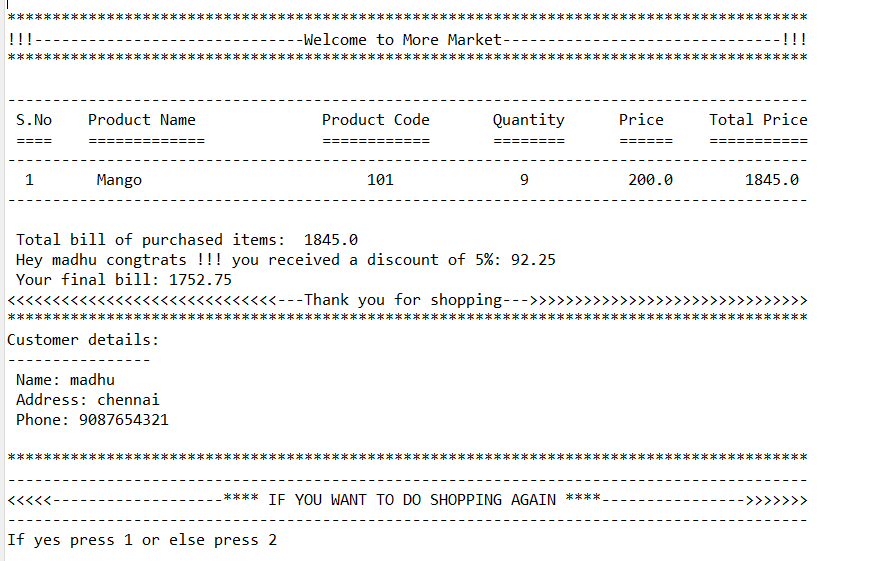 *****************************************************************************************
!!!------------------------------Welcome to More Market-------------------------------!!!
*****************************************************************************************
-----------------------------------------------------------------------------------------
 S.No    Product Name              Product Code       Quantity      Price     Total Price
 ====    =============             ============       ========      ======    ===========
-----------------------------------------------------------------------------------------
  1       Mango                         101              9           200.0        1845.0
-----------------------------------------------------------------------------------------
 Total bill of purchased items:  1845.0
 Hey madhu congtrats !!! you received a discount of 5%: 92.25
 Your final bill: 1752.75
<<<<<<<<<<<<<<<<<<<<<<<<<<<<<<---Thank you for shopping--->>>>>>>>>>>>>>>>>>>>>>>>>>>>>>>
*****************************************************************************************
Customer details:
----------------
 Name: madhu
 Address: chennai
 Phone: 9087654321
*****************************************************************************************
-----------------------------------------------------------------------------------------
<<<<<-------------------**** IF YOU WANT TO DO SHOPPING AGAIN ****---------------->>>>>>>
-----------------------------------------------------------------------------------------
If yes press 1 or else press 2